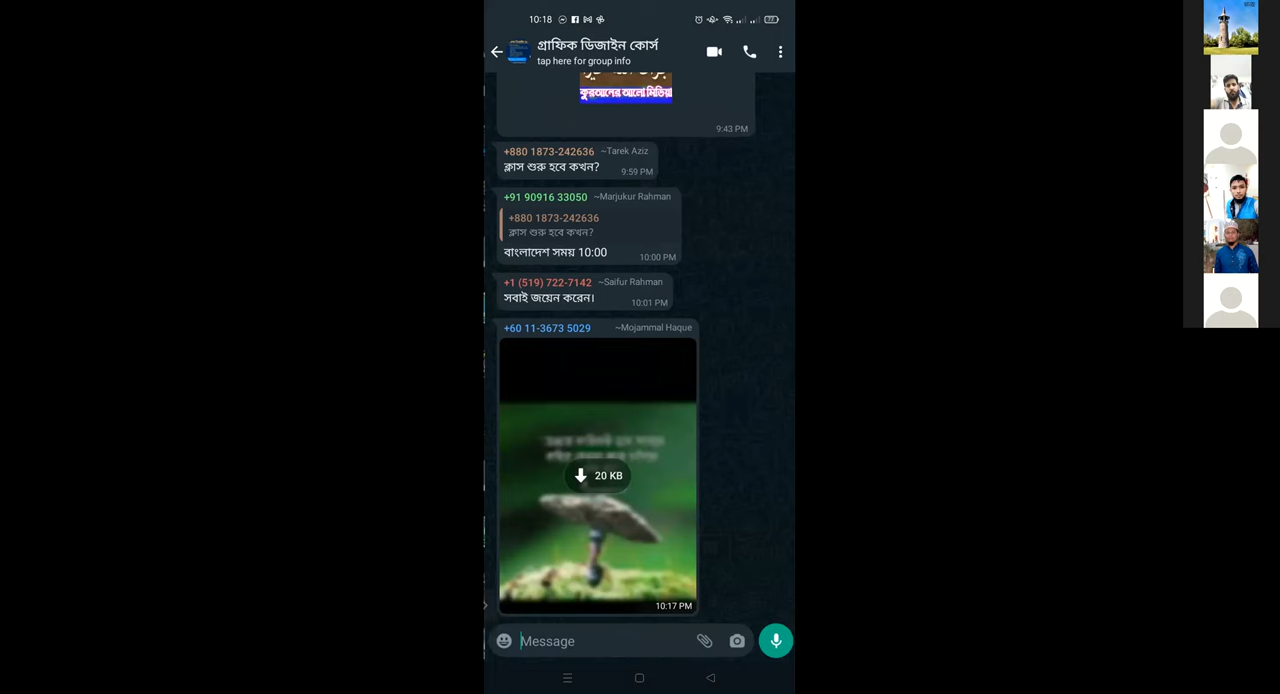 10:18
77
গ্রাফিক ডিজাইন কোর্স
tap here for group info
কুরআনের আলো মিডিয়া
9:43 PM
+880 1873-242636 ~Tarek Aziz
ক্লাস শুরু হবে কখন?
9:59 PM
+91 90916 33050 ~Marjukur Rahman
+880 1873-242636
ক্লাস শুরু হবে কখন?
বাংলাদেশ সময় 10:00
10:00 PM
+1 (519) 722-7142 ~Saifur Rahman
সবাই জয়েন করেন।
10:01 PM
+60 11-3673 5029 ~Mojammal Haque
20 KB
10:17 PM
Message